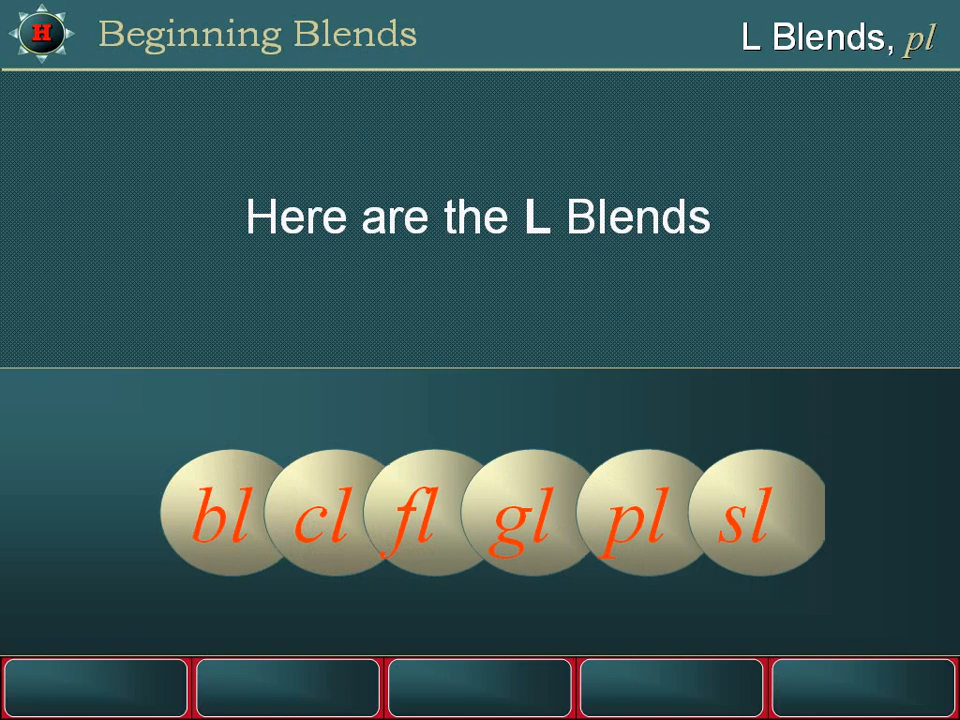 H
Beginning Blends
L Blends, pl
Here are the L Blends
bl cl fl gl pl sl